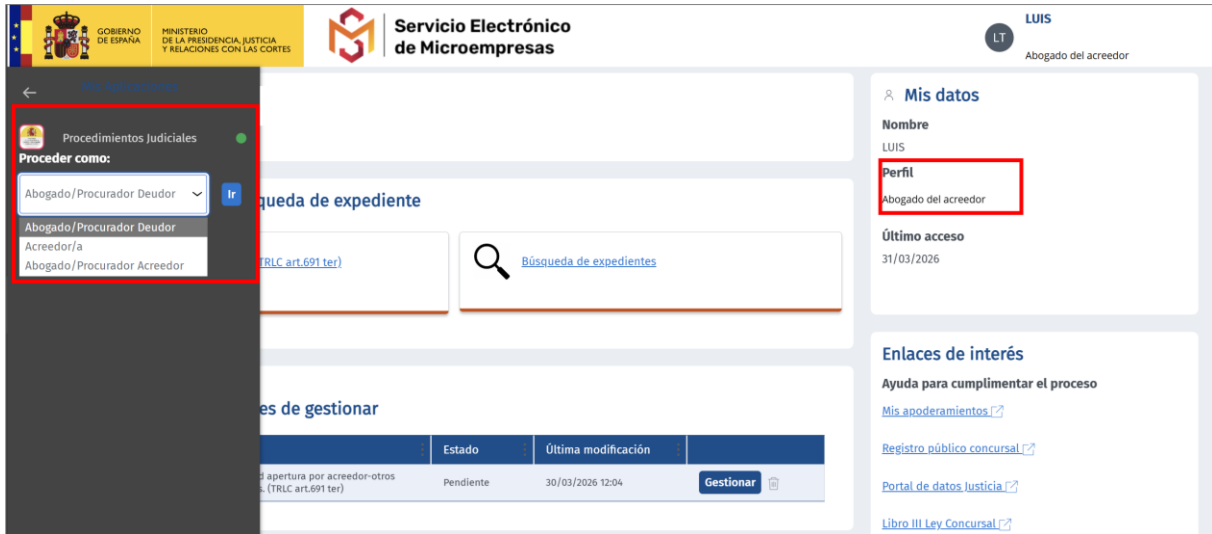 GOBIERNO
DE ESPAÑA
MINISTERIO
DE LA PRESIDENCIA, JUSTICIA
Y RELACIONES CON LAS CORTES
Servicio Electrónico
de Microempresas
LT
LUIS
Abogado del acreedor
Mis aplicaciones
Procedimientos Judiciales
Proceder como:
Abogado/Procurador Deudor
Ir
Abogado/Procurador Deudor
Acreedor/a
Abogado/Procurador Acreedor
queda de expediente
TRLC art.691 ter)
Búsqueda de expedientes
es de gestionar
Estado
Última modificación
d apertura por acreedor-otros
s. (TRLC art.691 ter)
Pendiente
30/03/2026 12:04
Gestionar
Mis datos
Nombre
LUIS
Perfil
Abogado del acreedor
Último acceso
31/03/2026
Enlaces de interés
Ayuda para cumplimentar el proceso
Mis apoderamientos
Registro público concursal
Portal de datos Justicia
Libro III Ley Concursal